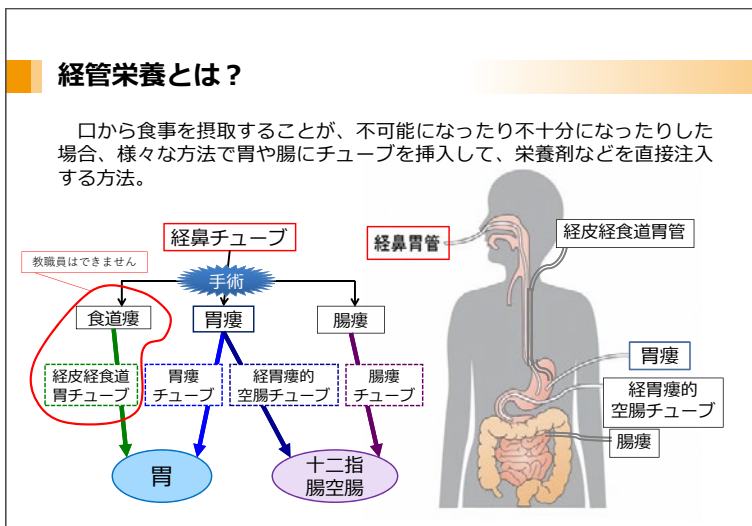 経管栄養とは？
口から食事を摂取することが、不可能になったり不十分になったりした
場合、様々な方法で胃や腸にチューブを挿入して、栄養剤などを直接注入
する方法。
経鼻チューブ
教職員はできません
手術
食道瘻
胃瘻
腸瘻
経皮経食道
胃チューブ
胃瘻
チューブ
経胃瘻的
空腸チューブ
腸瘻
チューブ
胃
十二指
腸空腸
経鼻胃管
経皮経食道胃管
胃瘻
経胃瘻的
空腸チューブ
腸瘻